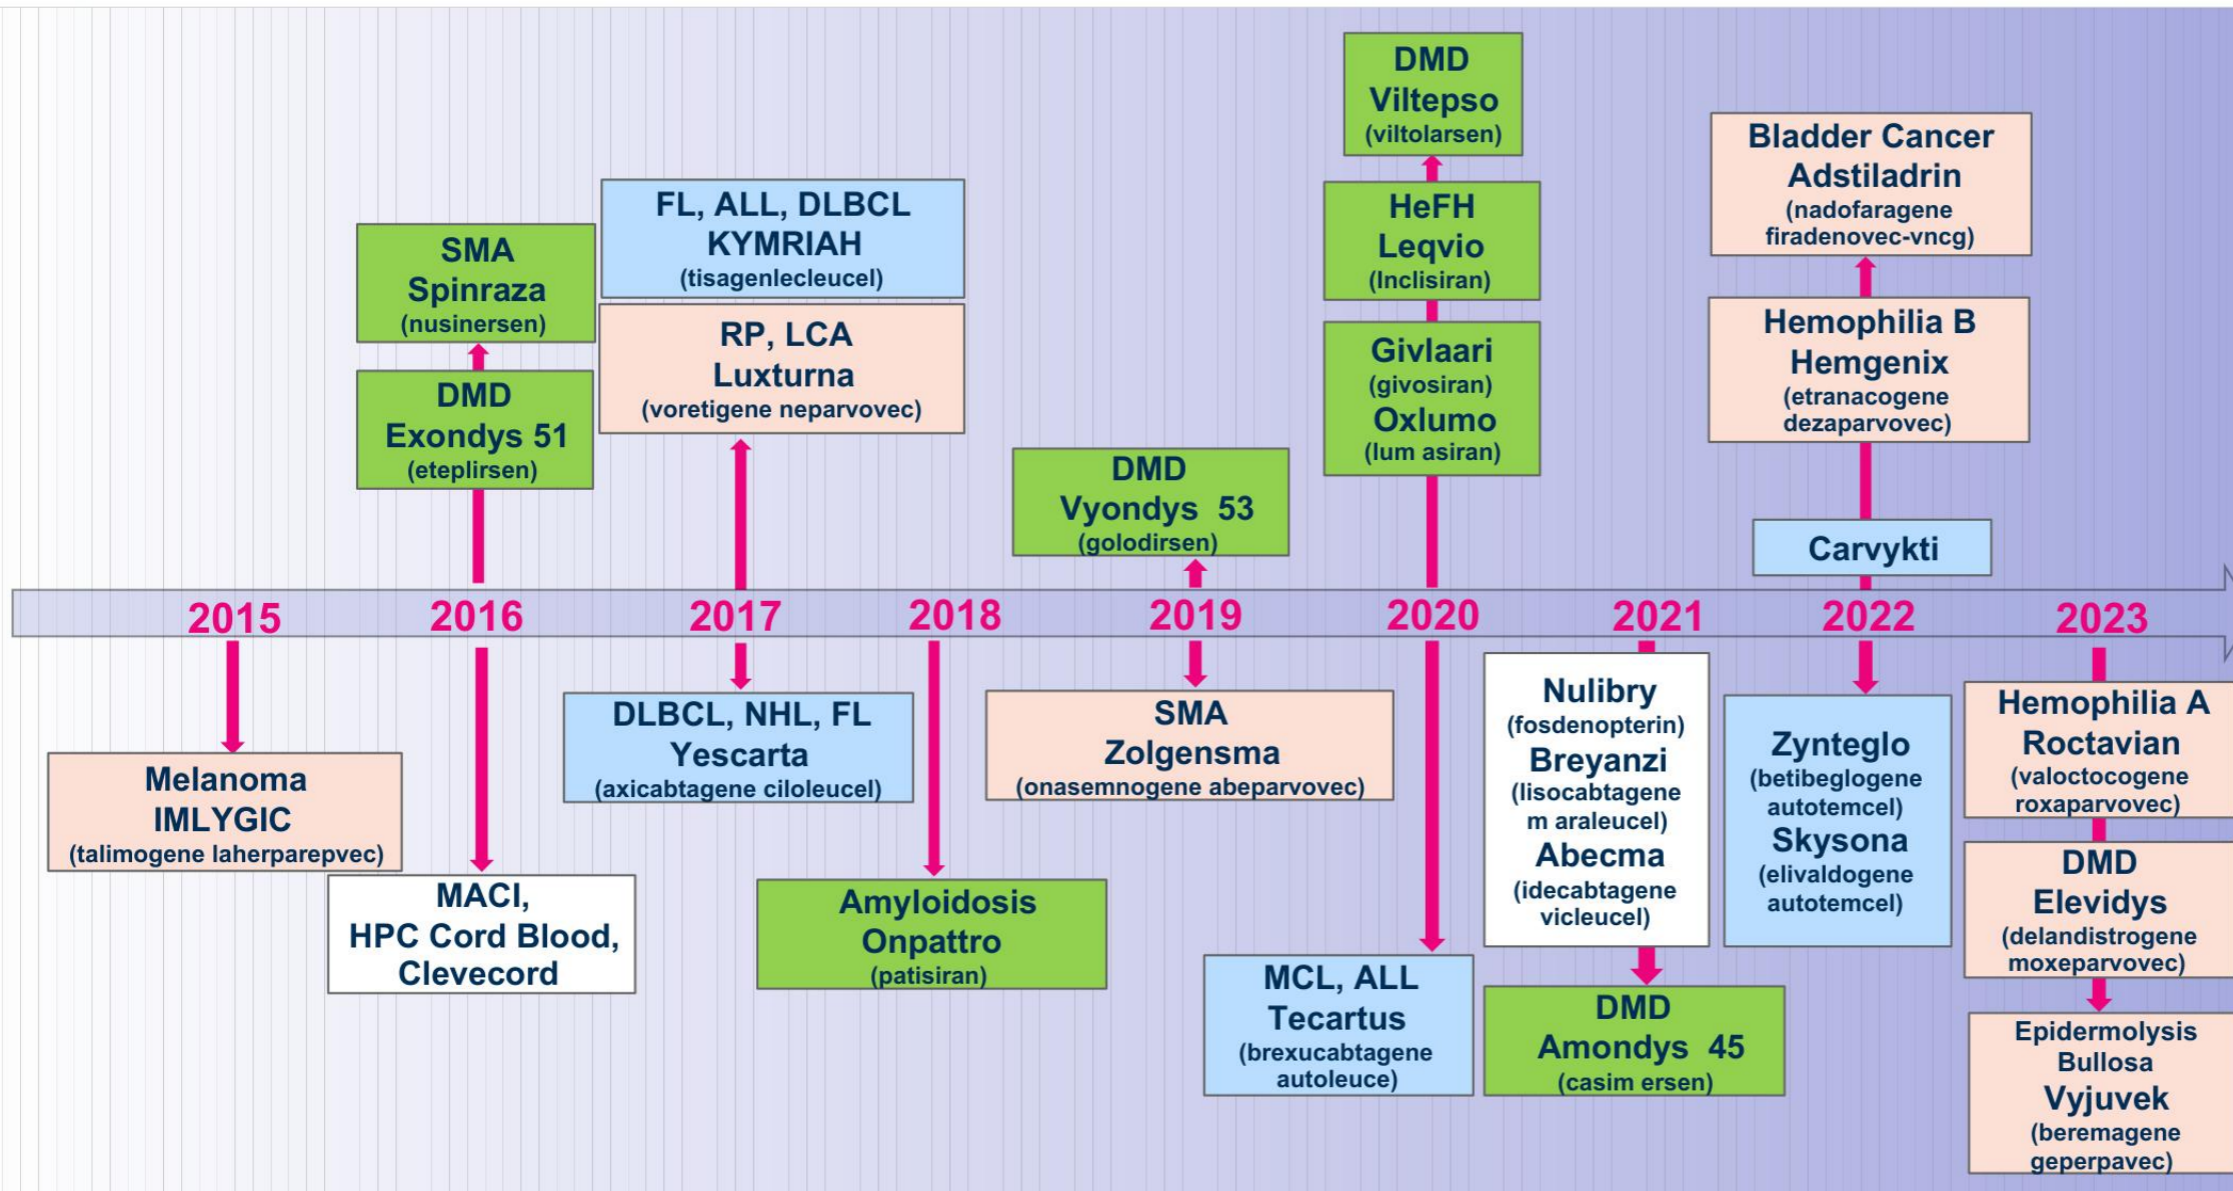 DMD
Viltepso
(viltolarsen)
HeFH
Leqvio
(Inclisiran)
Givlaari
(givosiran)
Oxlumo
(lum asiran)
Bladder Cancer
Adstiladrin
(nadofaragene
firadenovec-vncg)
Hemophilia B
Hemgenix
(etranacogene
dezaparvovec)
Carvykti
FL, ALL, DLBCL
KYMRIAH
(tisagenlecleucel)
RP, LCA
Luxturna
(voretigene neparvovec)
SMA
Spinraza
(nusinersen)
DMD
Exondys 51
(eteplirsen)
DMD
Vyondys  53
(golodirsen)
2015
2016
2017
2018
2019
2020
2021
2022
2023
Melanoma
IMLYGIC
(talimogene laherparepvec)
MACI,
HPC Cord Blood,
Clevecord
DLBCL, NHL, FL
Yescarta
(axicabtagene ciloleucel)
Amyloidosis
Onpattro
(patisiran)
SMA
Zolgensma
(onasemnogene abeparvovec)
MCL, ALL
Tecartus
(brexucabtagene
autoleuce)
Nulibry
(fosdenopterin)
Breyanzi
(lisocabtagene
m araleucel)
Abecma
(idecabtagene
vicleucel)
DMD
Amondys  45
(casim ersen)
Zynteglo
(betibeglogene
autotemcel)
Skysona
(elivaldogene
autotemcel)
Hemophilia A
Roctavian
(valoctocogene
roxaparvovec)
DMD
Elevidys
(delandistrogene
moxeparvovec)
Epidermolysis
Bullosa
Vyjuvek
(beremagene
geperpavec)